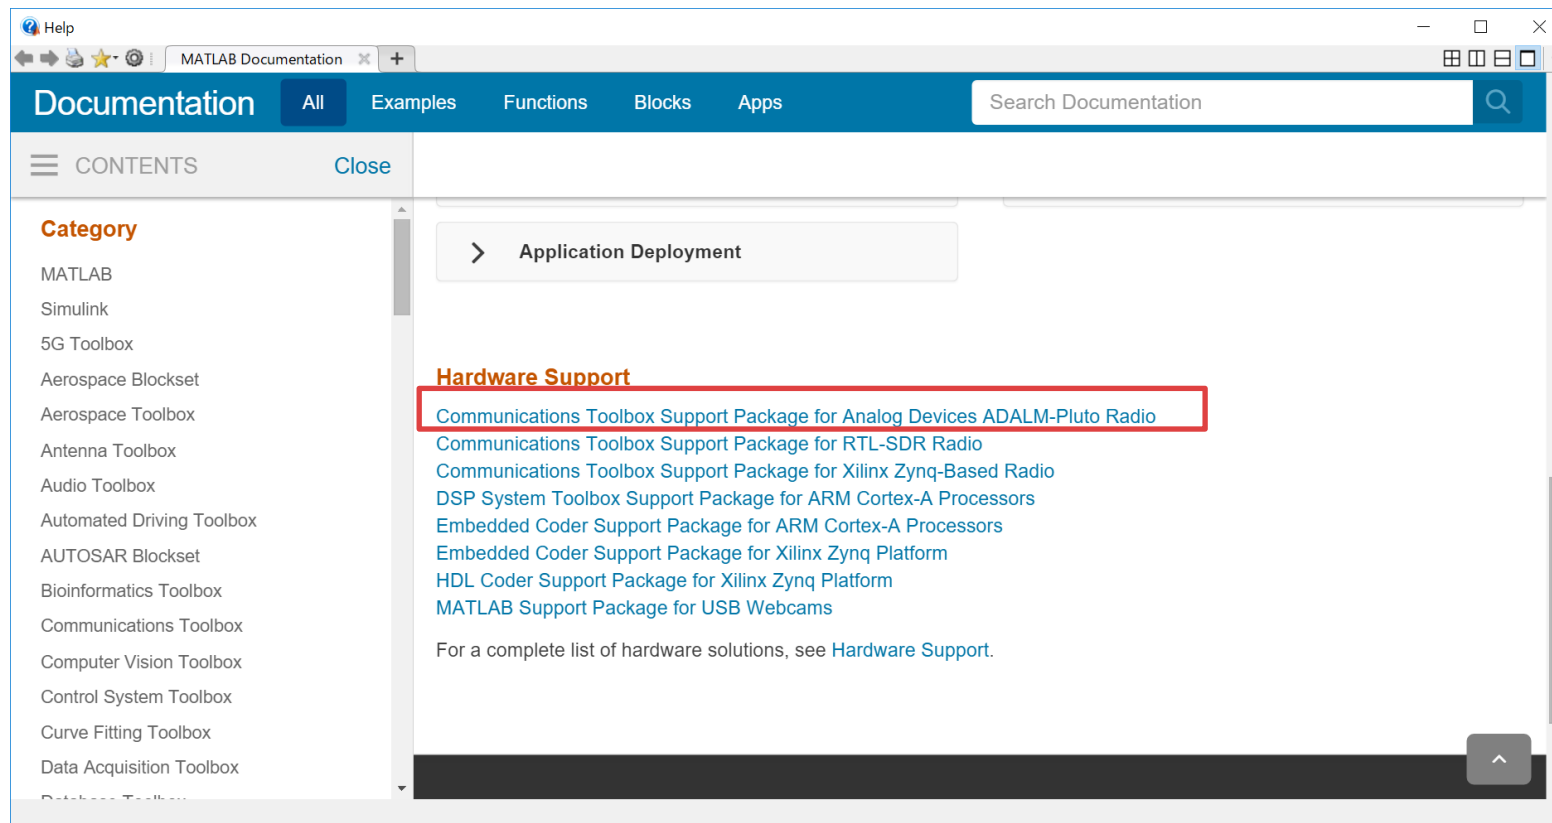 Help
MATLAB Documentation
Documentation All Examples Functions Blocks Apps Search Documentation
CONTENTS Close
Category
MATLAB
Simulink
5G Toolbox
Aerospace Blockset
Aerospace Toolbox
Antenna Toolbox
Audio Toolbox
Automated Driving Toolbox
AUTOSAR Blockset
Bioinformatics Toolbox
Communications Toolbox
Computer Vision Toolbox
Control System Toolbox
Curve Fitting Toolbox
Data Acquisition Toolbox
Application Deployment
Hardware Support
Communications Toolbox Support Package for Analog Devices ADALM-Pluto Radio
Communications Toolbox Support Package for RTL-SDR Radio
Communications Toolbox Support Package for Xilinx Zynq-Based Radio
DSP System Toolbox Support Package for ARM Cortex-A Processors
Embedded Coder Support Package for ARM Cortex-A Processors
Embedded Coder Support Package for Xilinx Zynq Platform
HDL Coder Support Package for Xilinx Zynq Platform
MATLAB Support Package for USB Webcams
For a complete list of hardware solutions, see Hardware Support.